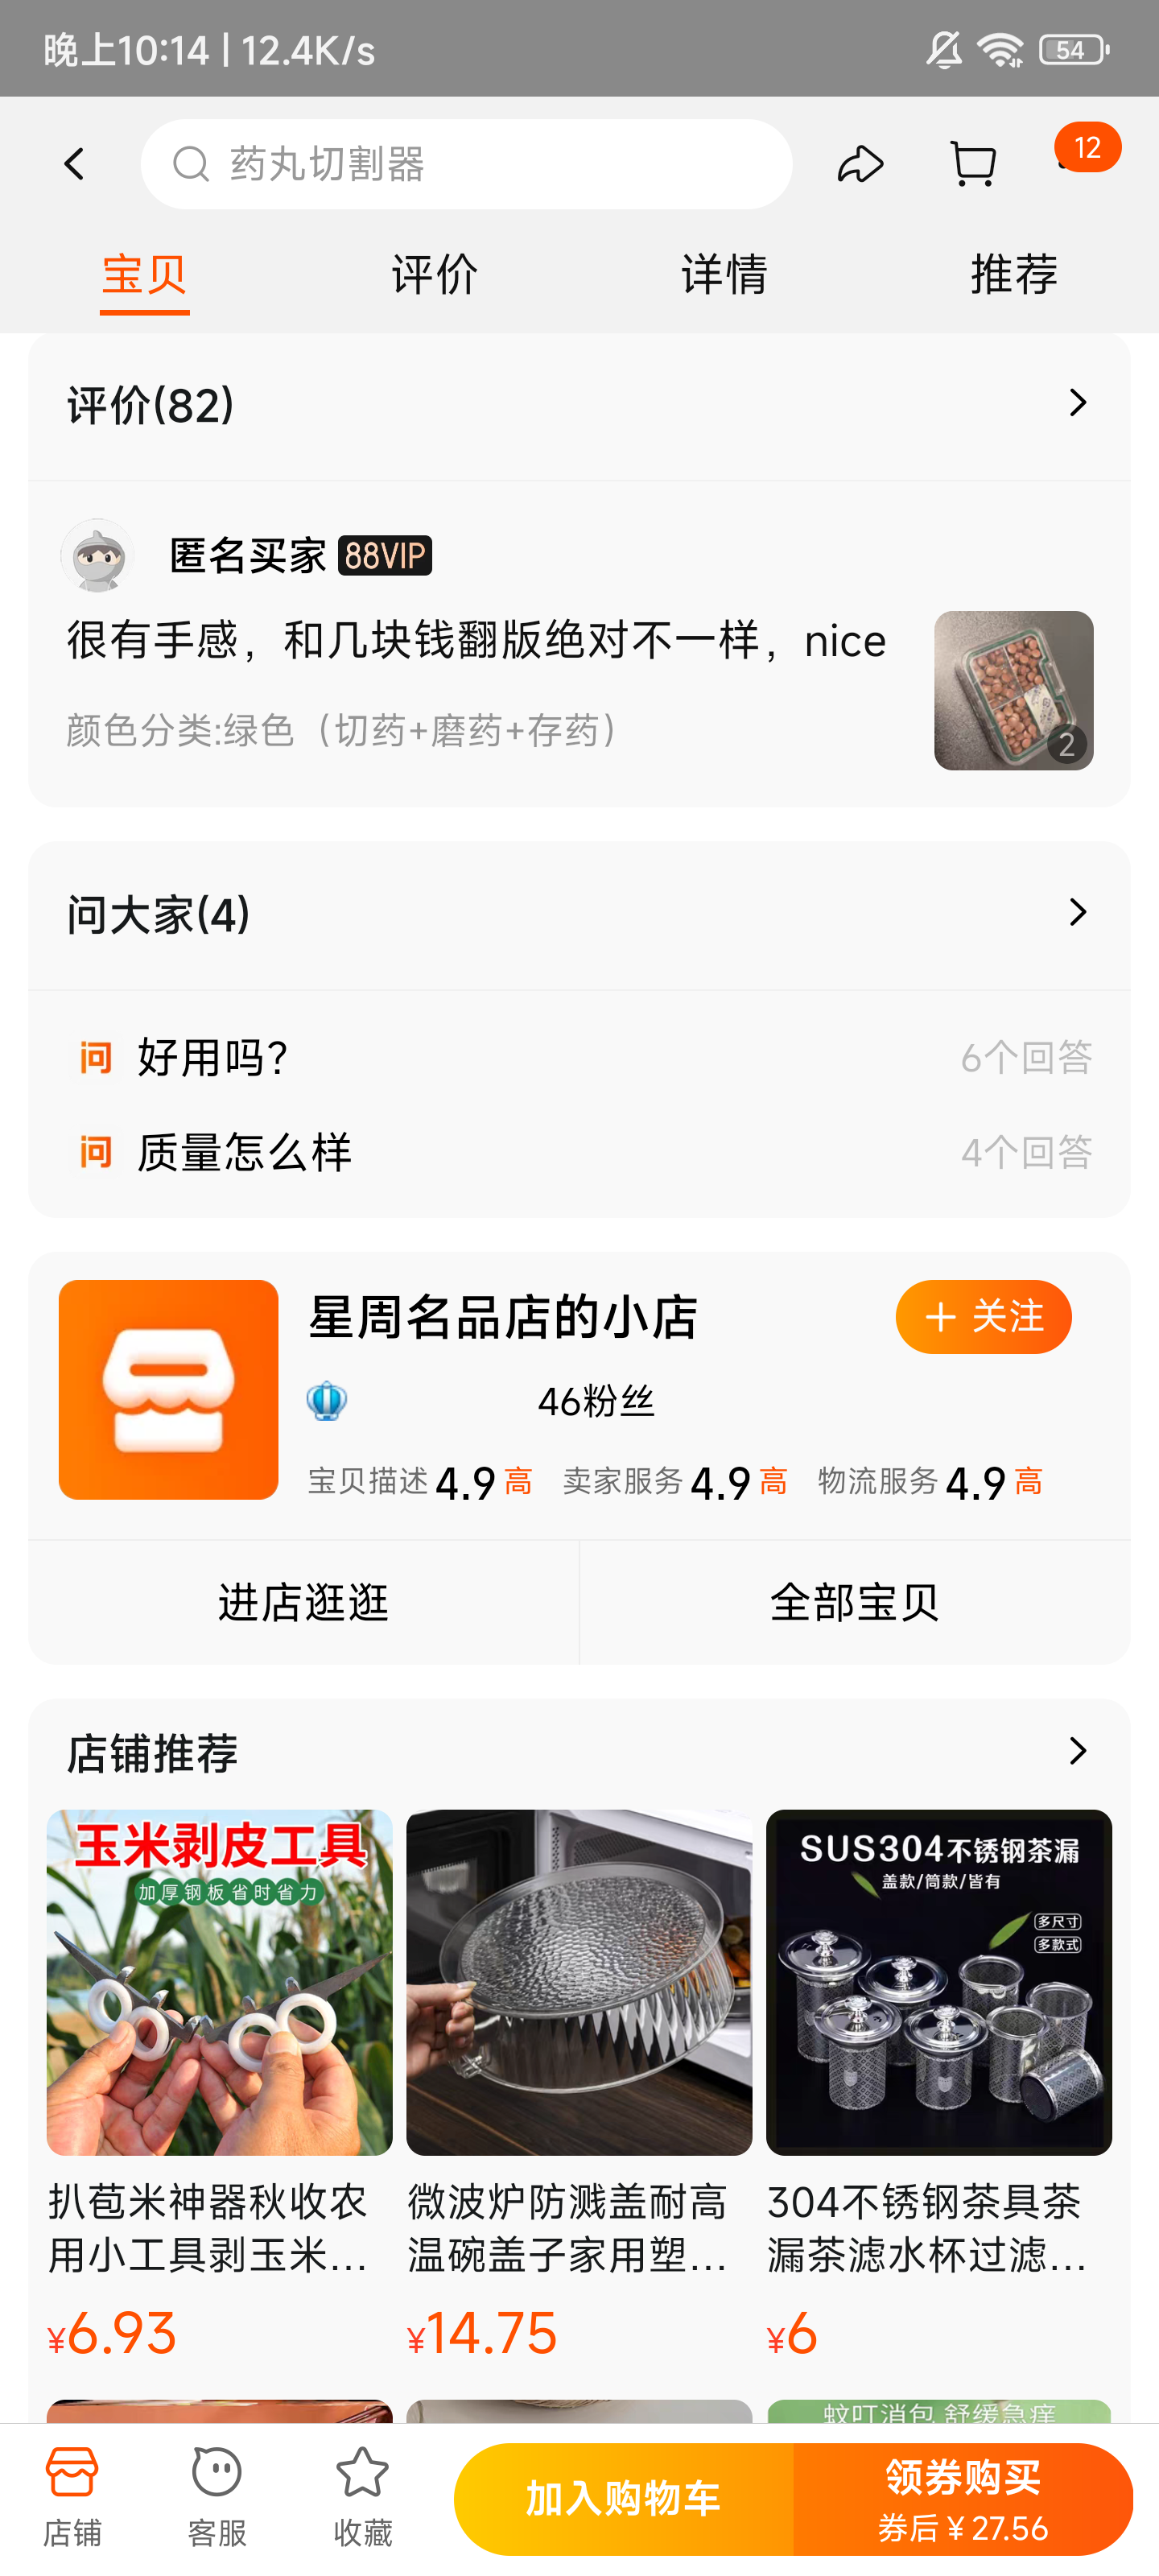 晚上10:14 | 12.4K/s
54
药丸切割器
12
宝贝
评价
详情
推荐
评价(82)
匿名买家 88VIP
很有手感，和几块钱翻版绝对不一样，nice
颜色分类:绿色（切药+磨药+存药）
2
问大家(4)
问 好用吗？ 6个回答
问 质量怎么样 4个回答
星周名品店的小店
+ 关注
46粉丝
宝贝描述 4.9 高 卖家服务 4.9 高 物流服务 4.9 高
进店逛逛
全部宝贝
店铺推荐
玉米剥皮工具
加厚钢板省时省力
SUS304不锈钢茶漏
盖款/筒款/皆有
多尺寸
多款式
扒苞米神器秋收农
用小工具剥玉米...
¥6.93
微波炉防溅盖耐高
温碗盖子家用塑...
¥14.75
304不锈钢茶具茶
漏茶滤水杯过滤...
¥6
蚊叮消包 舒缓急痒
店铺
客服
收藏
加入购物车
领券购买
券后¥27.56